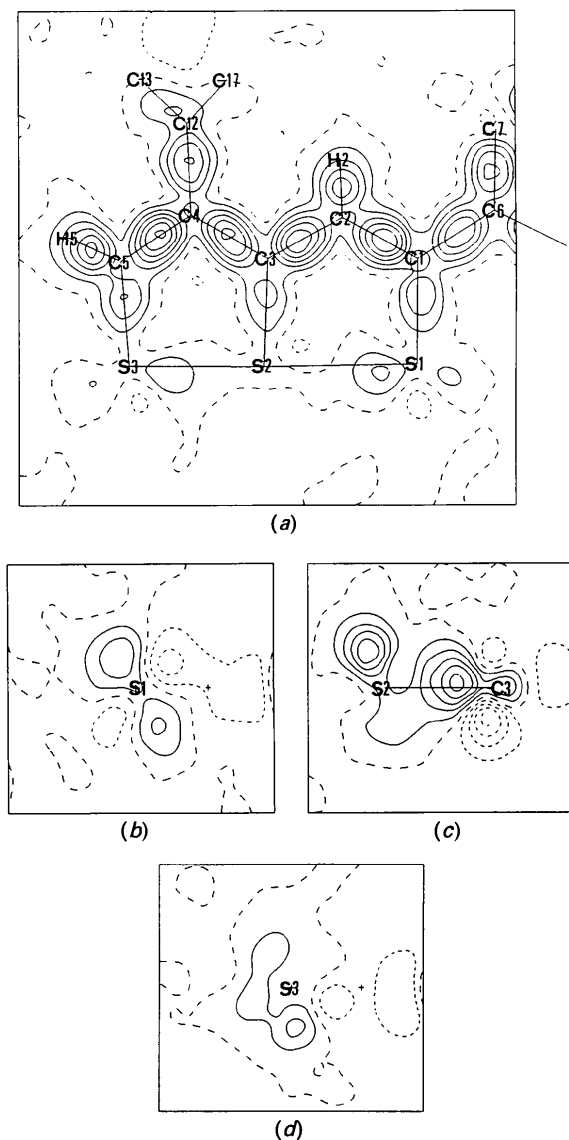 C13 C17
C12
C7
H2
C4 C2 C6
H5 C5 C3 C1
S3 S2 S1
(a)
S1
S2 C3
(b) (c)
S3
(d)